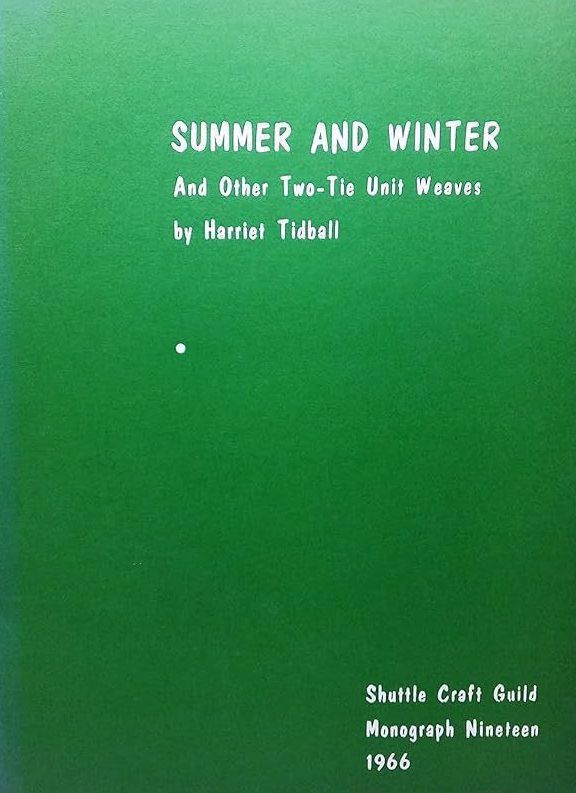 SUMMER AND WINTER
And Other Two-Tie Unit Weaves
by Harriet Tidball
Shuttle Craft Guild
Monograph Nineteen
1966